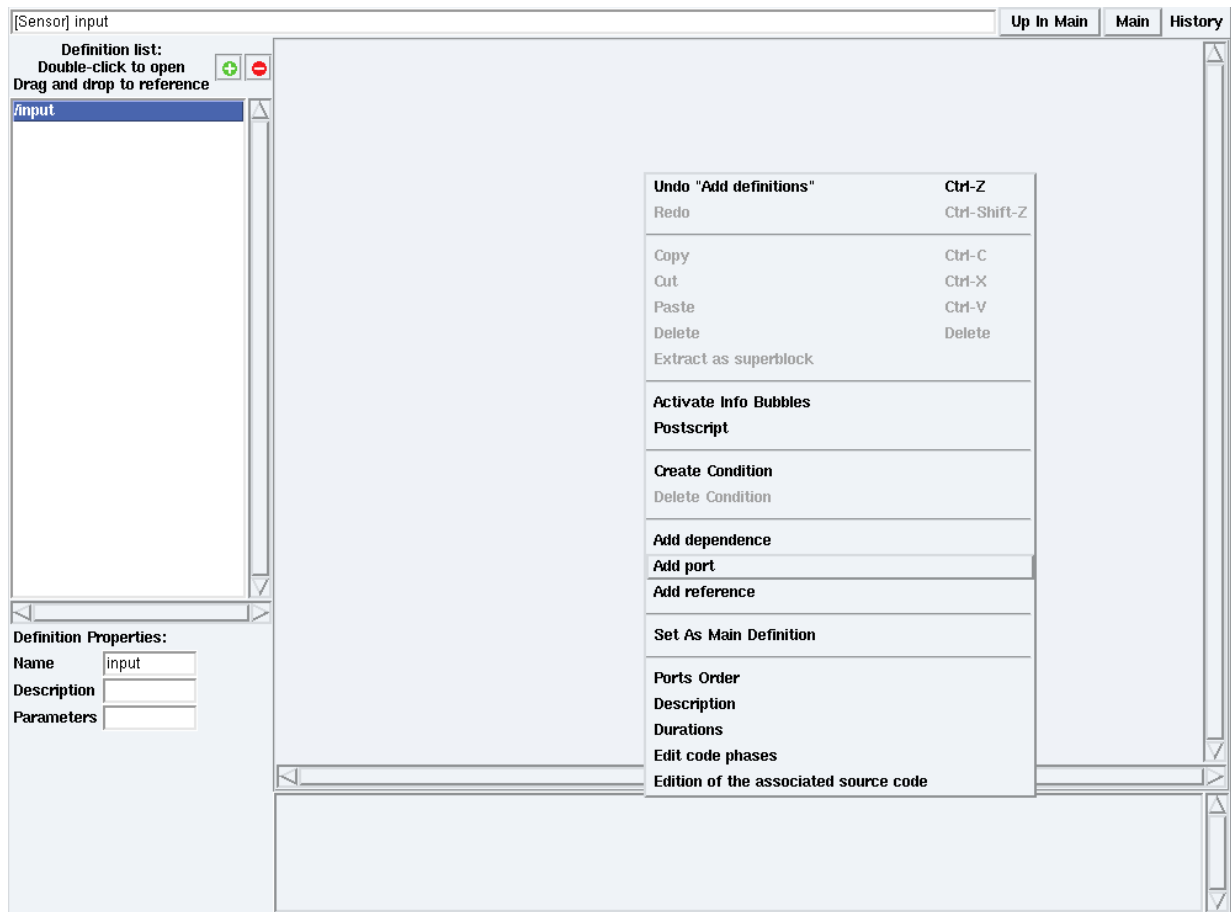 [Sensor] input
Up In Main
Main
History
Definition list:
Double-click to open
Drag and drop to reference
/input
Undo "Add definitions" Ctrl-Z
Redo Ctrl-Shift-Z
Copy Ctrl-C
Cut Ctrl-X
Paste Ctrl-V
Delete Delete
Extract as superblock
Activate Info Bubbles
Postscript
Create Condition
Delete Condition
Add dependence
Add port
Add reference
Set As Main Definition
Ports Order
Description
Durations
Edit code phases
Edition of the associated source code
Definition Properties:
Name input
Description
Parameters